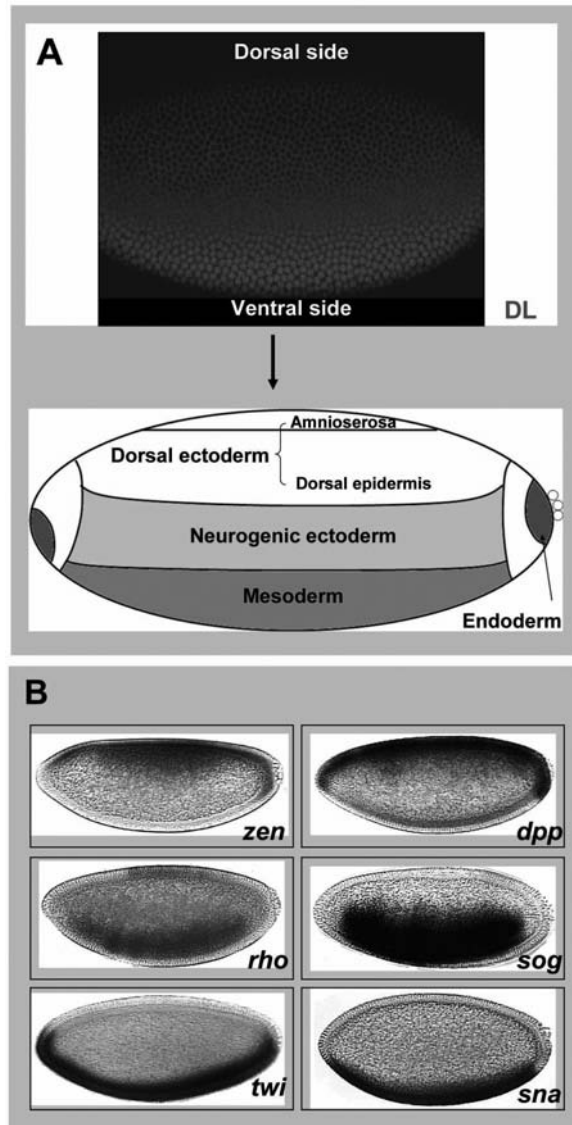 A
Dorsal side
Ventral side
DL
Amnioserosa
Dorsal ectoderm
Dorsal epidermis
Neurogenic ectoderm
Mesoderm
Endoderm
B
zen
dpp
rho
sog
twi
sna